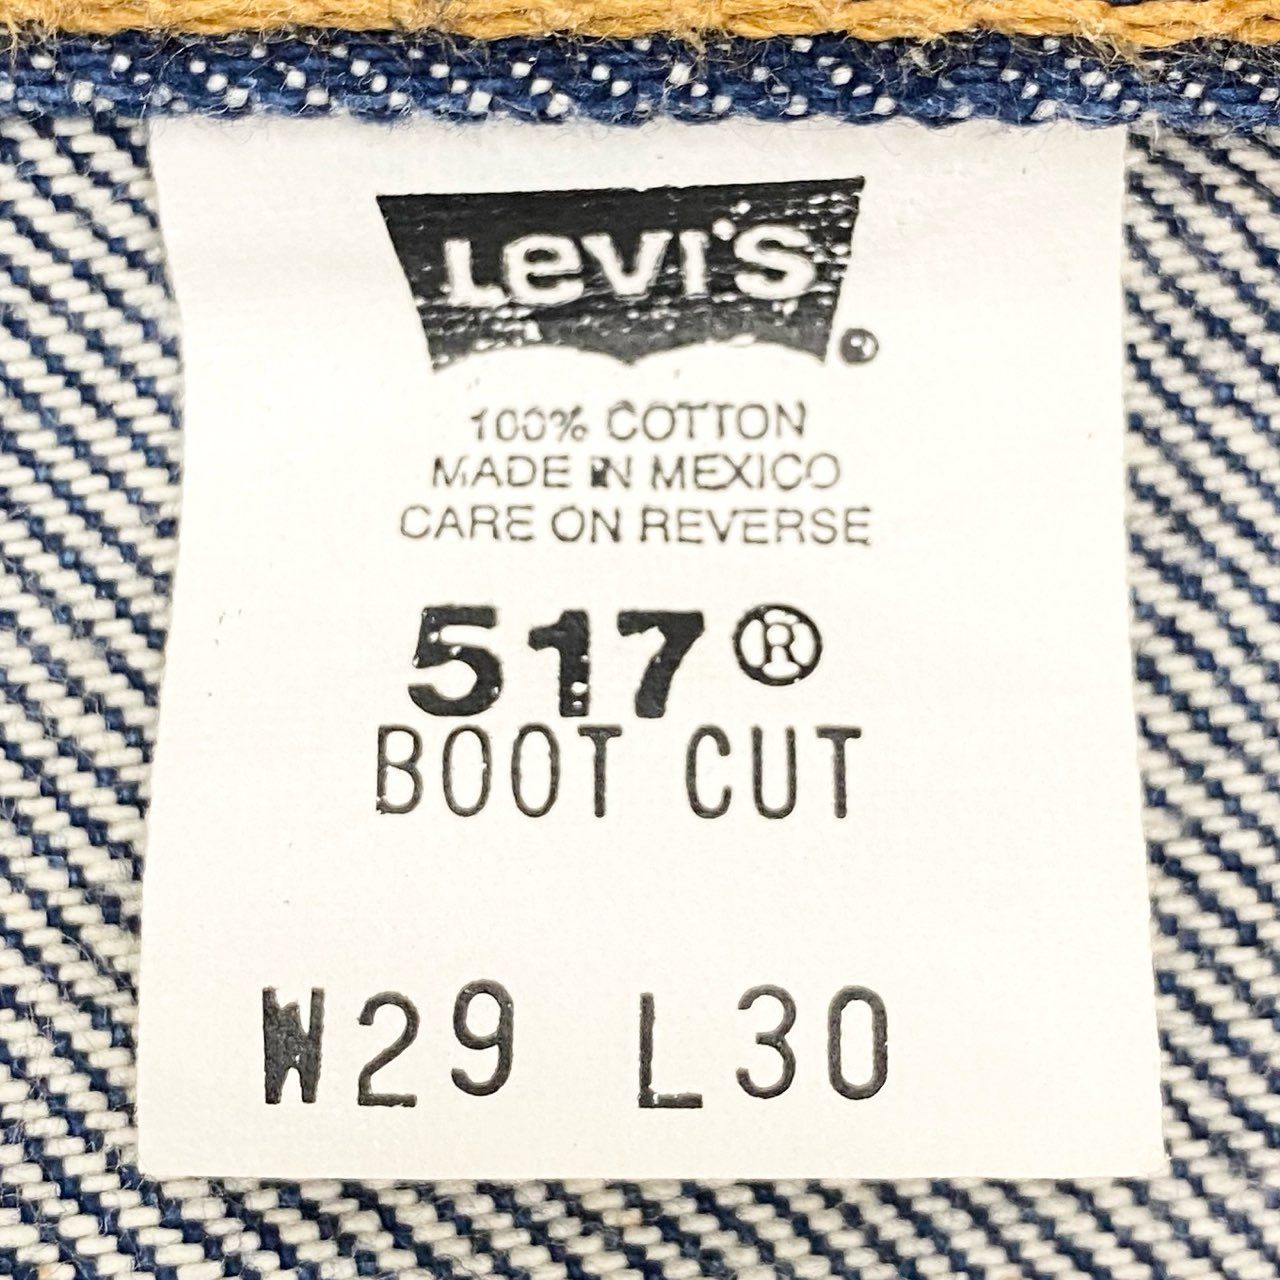 Levi's®
100% COTTON
MADE IN MEXICO
CARE ON REVERSE
517®
BOOT CUT
W29 L30